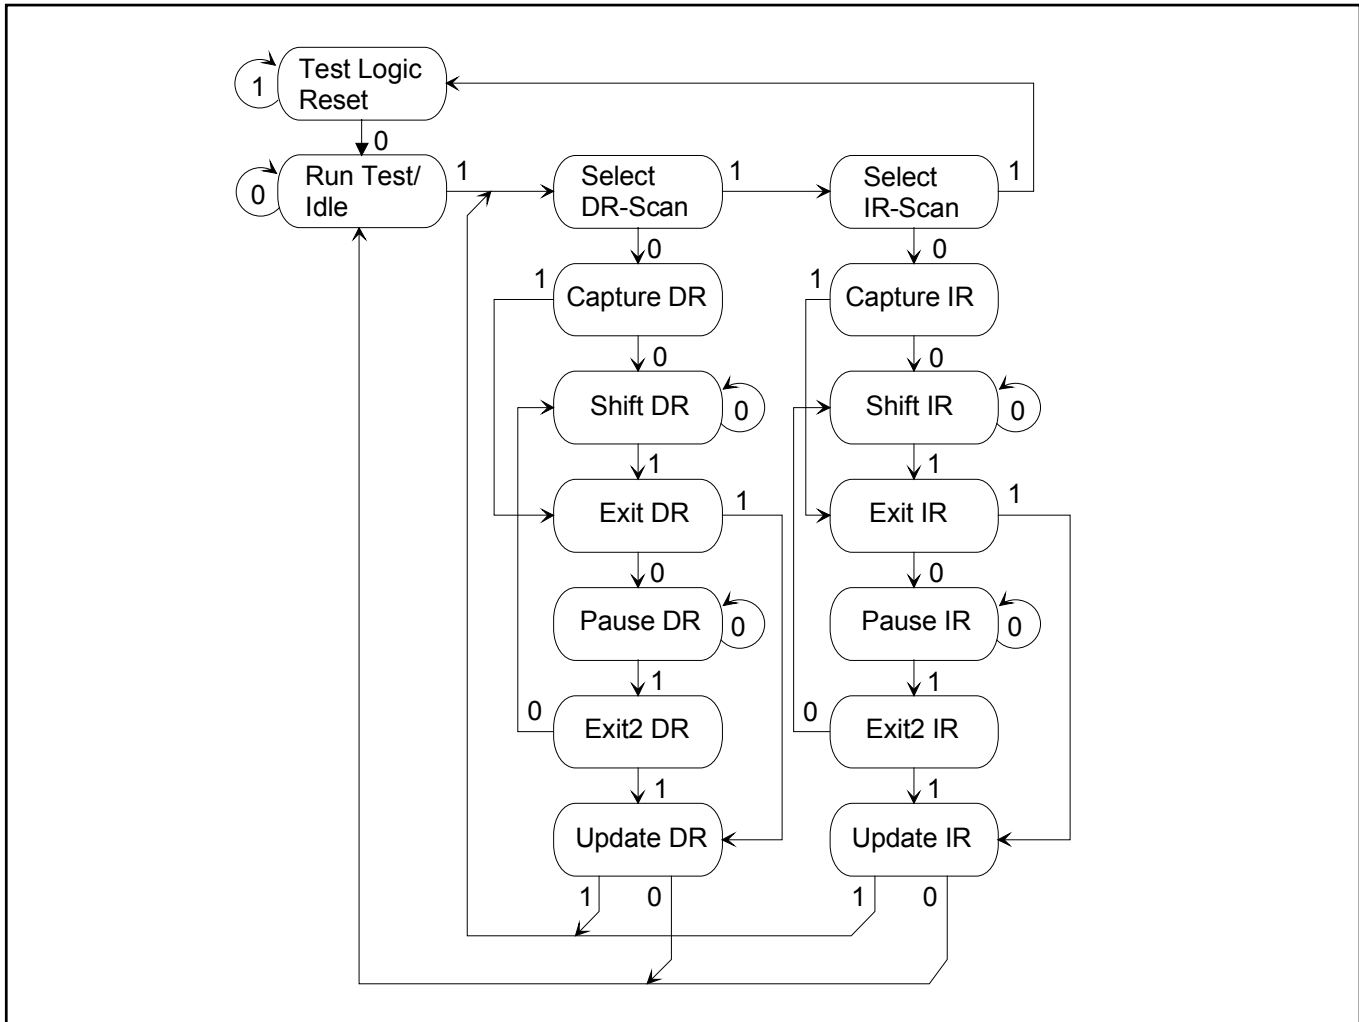 Test Logic
Reset
1
0
Run Test/
Idle
0
1
Select
DR-Scan
1
Select
IR-Scan
1
0
0
1
Capture DR
1
Capture IR
0
0
Shift DR
0
Shift IR
0
1
1
Exit DR
1
Exit IR
1
0
0
Pause DR
0
Pause IR
0
1
1
0
Exit2 DR
0
Exit2 IR
1
1
Update DR
Update IR
1
0
1
0